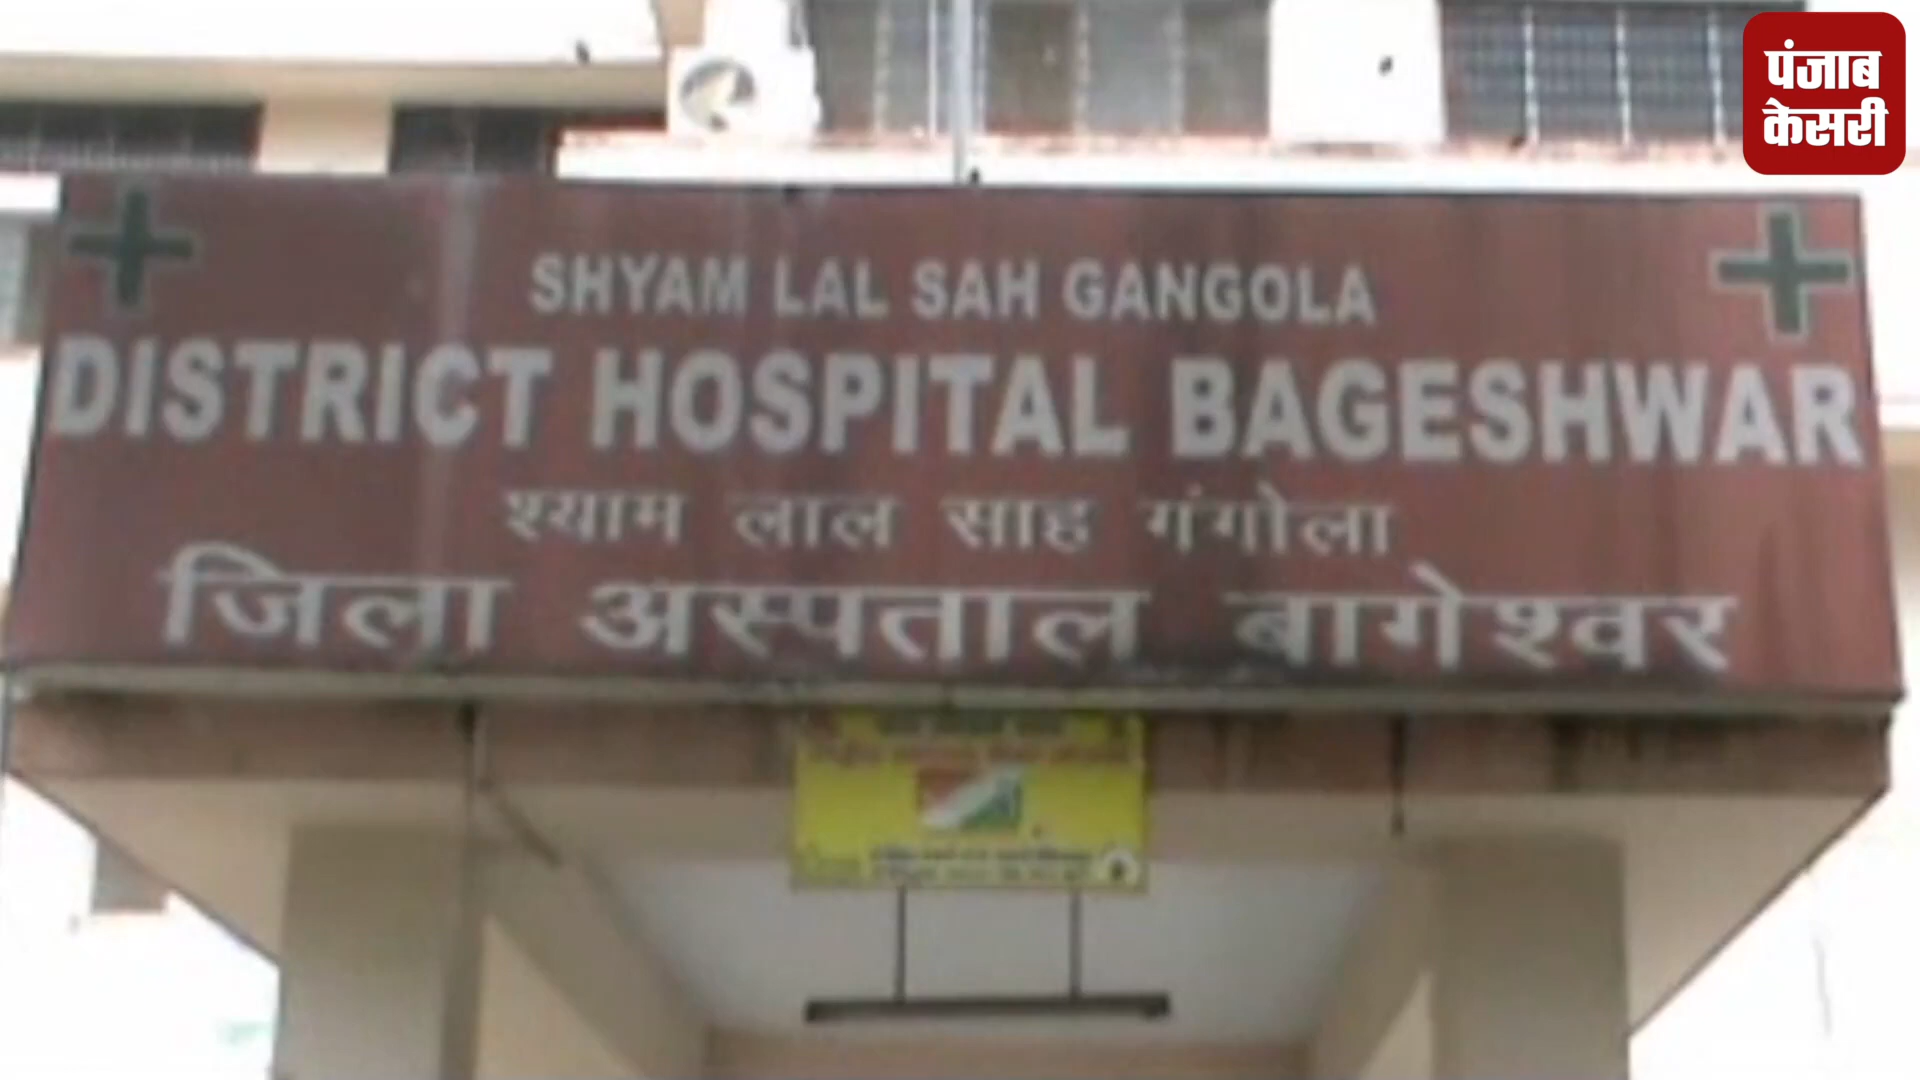 पंजाब
केसरी
SHYAM LAL SAH GANGOLA
DISTRICT HOSPITAL BAGESHWAR
श्याम लाल साह गंगोला
जिला अस्पताल बागेश्वर